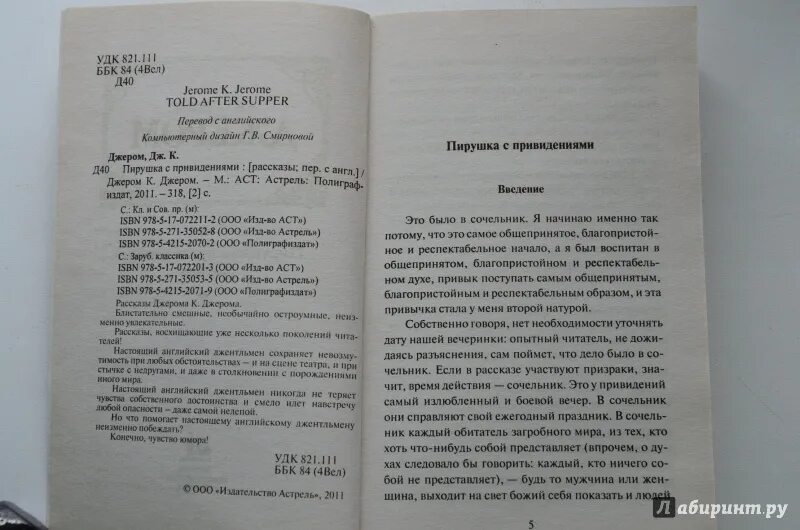 УДК 821.111
ББК 84 (4Вел)
Д40
Jerome K. Jerome
TOLD AFTER SUPPER
Перевод с английского
Компьютерный дизайн Г.В. Смирновой
Джером, Дж. К.
Д40 Пирушка с привидениями : [рассказы; пер. с англ.] /
Джером К. Джером. – М.: АСТ: Астрель: Полиграф-
издат, 2011. – 318, [2] с.
С.: Кл. и Сов. пр. (м):
ISBN 978-5-17-072211-2 (ООО «Изд-во АСТ»)
ISBN 978-5-271-35052-8 (ООО «Изд-во Астрель»)
ISBN 978-5-4215-2070-2 (ООО «Полиграфиздат»)
С.: Заруб. классика (м):
ISBN 978-5-17-072201-3 (ООО «Изд-во АСТ»)
ISBN 978-5-271-35053-5 (ООО «Изд-во Астрель»)
ISBN 978-5-4215-2071-9 (ООО «Полиграфиздат»)
Рассказы Джерома К. Джерома.
Блистательно смешные, необычайно остроумные, неиз-
менно увлекательные.
Рассказы, восхищающие уже несколько поколений чита-
телей!
Настоящий английский джентльмен сохраняет невозму-
тимость при любых обстоятельствах – и на сцене театра, и при
стычке с недругами, и даже в столкновении с порождениями
иного мира.
Настоящий английский джентльмен никогда не теряет
чувства собственного достоинства и смело идет навстречу
любой опасности – даже самой нелепой.
Но что помогает настоящему английскому джентльмену
неизменно побеждать?
Конечно, чувство юмора!
УДК 821.111
ББК 84 (4Вел)
© ООО «Издательство Астрель», 2011
Пирушка с привидениями
Введение
Это было в сочельник. Я начинаю именно так
потому, что это самое общепринятое, благопристой-
ное и респектабельное начало, а я был воспитан в
общепринятом, благопристойном и респектабель-
ном духе, привык поступать самым общепринятым,
благопристойным и респектабельным образом, и эта
привычка стала у меня второй натурой.
Собственно говоря, нет необходимости уточнять
дату нашей вечеринки: опытный читатель, не дожи-
даясь разъяснения, сам поймет, что дело было в со-
чельник. Если в рассказе участвуют призраки, зна-
чит, время действия — сочельник. Это у привидений
самый излюбленный и боевой вечер. В сочельник
они справляют свой ежегодный праздник. В сочель-
ник каждый обитатель загробного мира, из тех, кто
хоть что-нибудь собой представляет (впрочем, о ду-
хах следовало бы говорить: каждый, кто ничего со-
бой не представляет), — будь то мужчина или жен-
щина, выходит на свет божий себя показать и людей
5
Лабиринт.ру